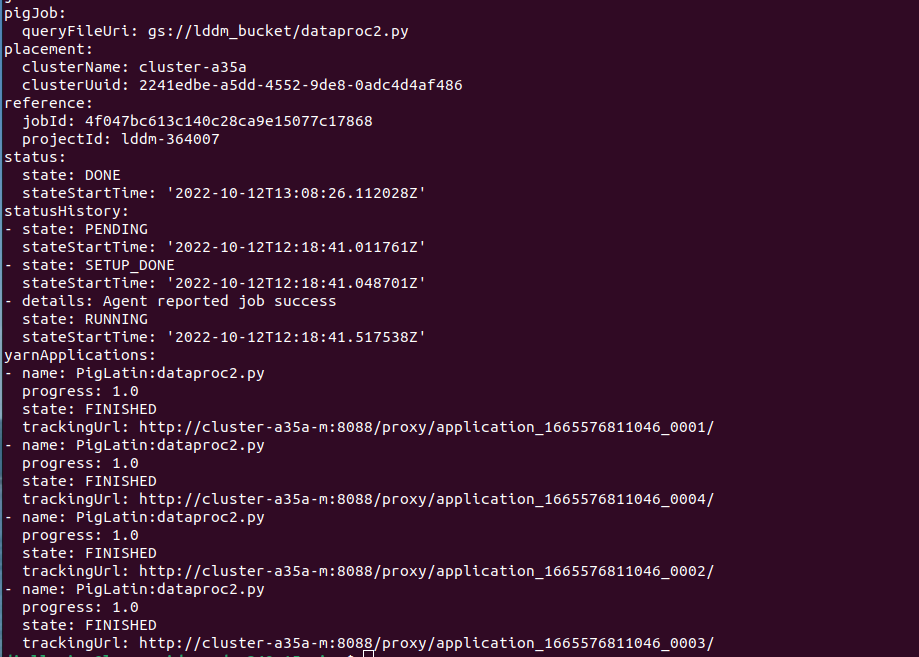 pigJob:
  queryFileUri: gs://lddm_bucket/dataproc2.py
placement:
  clusterName: cluster-a35a
  clusterUuid: 2241edbe-a5dd-4552-9de8-0adc4d4af486
reference:
  jobId: 4f047bc613c140c28ca9e15077c17868
  projectId: lddm-364007
status:
  state: DONE
  stateStartTime: '2022-10-12T13:08:26.112028Z'
statusHistory:
- state: PENDING
  stateStartTime: '2022-10-12T12:18:41.011761Z'
- state: SETUP_DONE
  stateStartTime: '2022-10-12T12:18:41.048701Z'
- details: Agent reported job success
  state: RUNNING
  stateStartTime: '2022-10-12T12:18:41.517538Z'
yarnApplications:
- name: PigLatin:dataproc2.py
  progress: 1.0
  state: FINISHED
  trackingUrl: http://cluster-a35a-m:8088/proxy/application_1665576811046_0001/
- name: PigLatin:dataproc2.py
  progress: 1.0
  state: FINISHED
  trackingUrl: http://cluster-a35a-m:8088/proxy/application_1665576811046_0004/
- name: PigLatin:dataproc2.py
  progress: 1.0
  state: FINISHED
  trackingUrl: http://cluster-a35a-m:8088/proxy/application_1665576811046_0002/
- name: PigLatin:dataproc2.py
  progress: 1.0
  state: FINISHED
  trackingUrl: http://cluster-a35a-m:8088/proxy/application_1665576811046_0003/